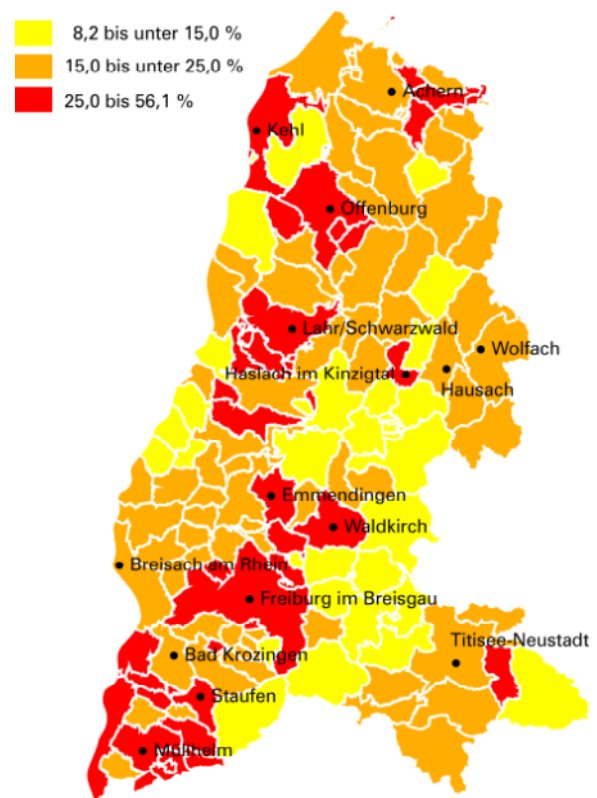 8,2 bis unter 15,0 %
15,0 bis unter 25,0 %
25,0 bis 56,1 %
Achern
Kehl
Offenburg
Lahr/Schwarzwald
Wolfach
Haslach im Kinzigtal
Hausach
Emmendingen
Waldkirch
Breisach am Rhein
Freiburg im Breisgau
Titisee-Neustadt
Bad Krozingen
Staufen
Müllheim